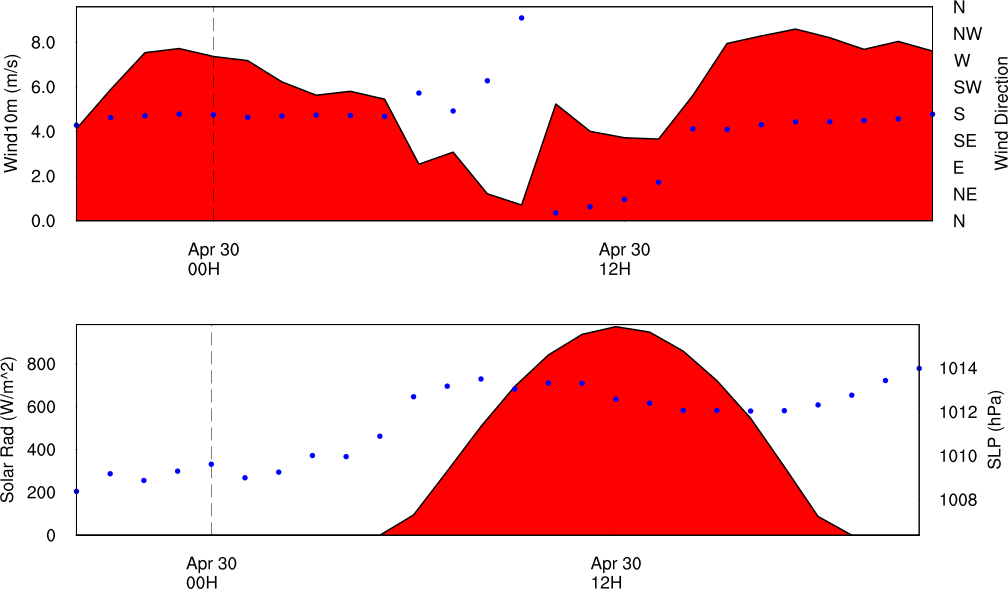 Wind10m (m/s)
8.0
6.0
4.0
2.0
0.0
N
NW
W
SW
S
SE
E
NE
N
Wind Direction
Apr 30
00H
Apr 30
12H
Solar Rad (W/m^2)
800
600
400
200
0
1014
1012
1010
1008
SLP (hPa)
Apr 30
00H
Apr 30
12H